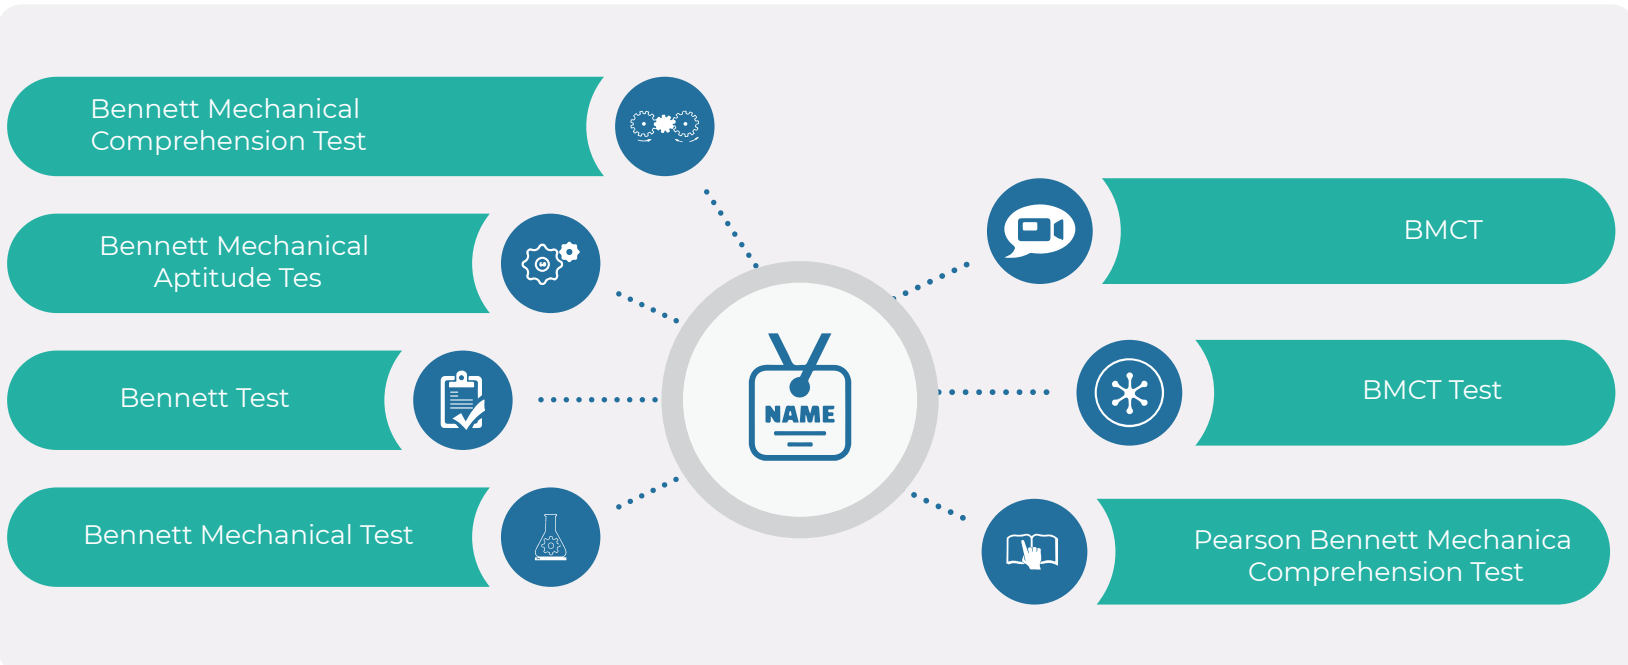 Bennett Mechanical
Comprehension Test
Bennett Mechanical
Aptitude Tes
Bennett Test
Bennett Mechanical Test
NAME
BMCT
BMCT Test
Pearson Bennett Mechanica
Comprehension Test